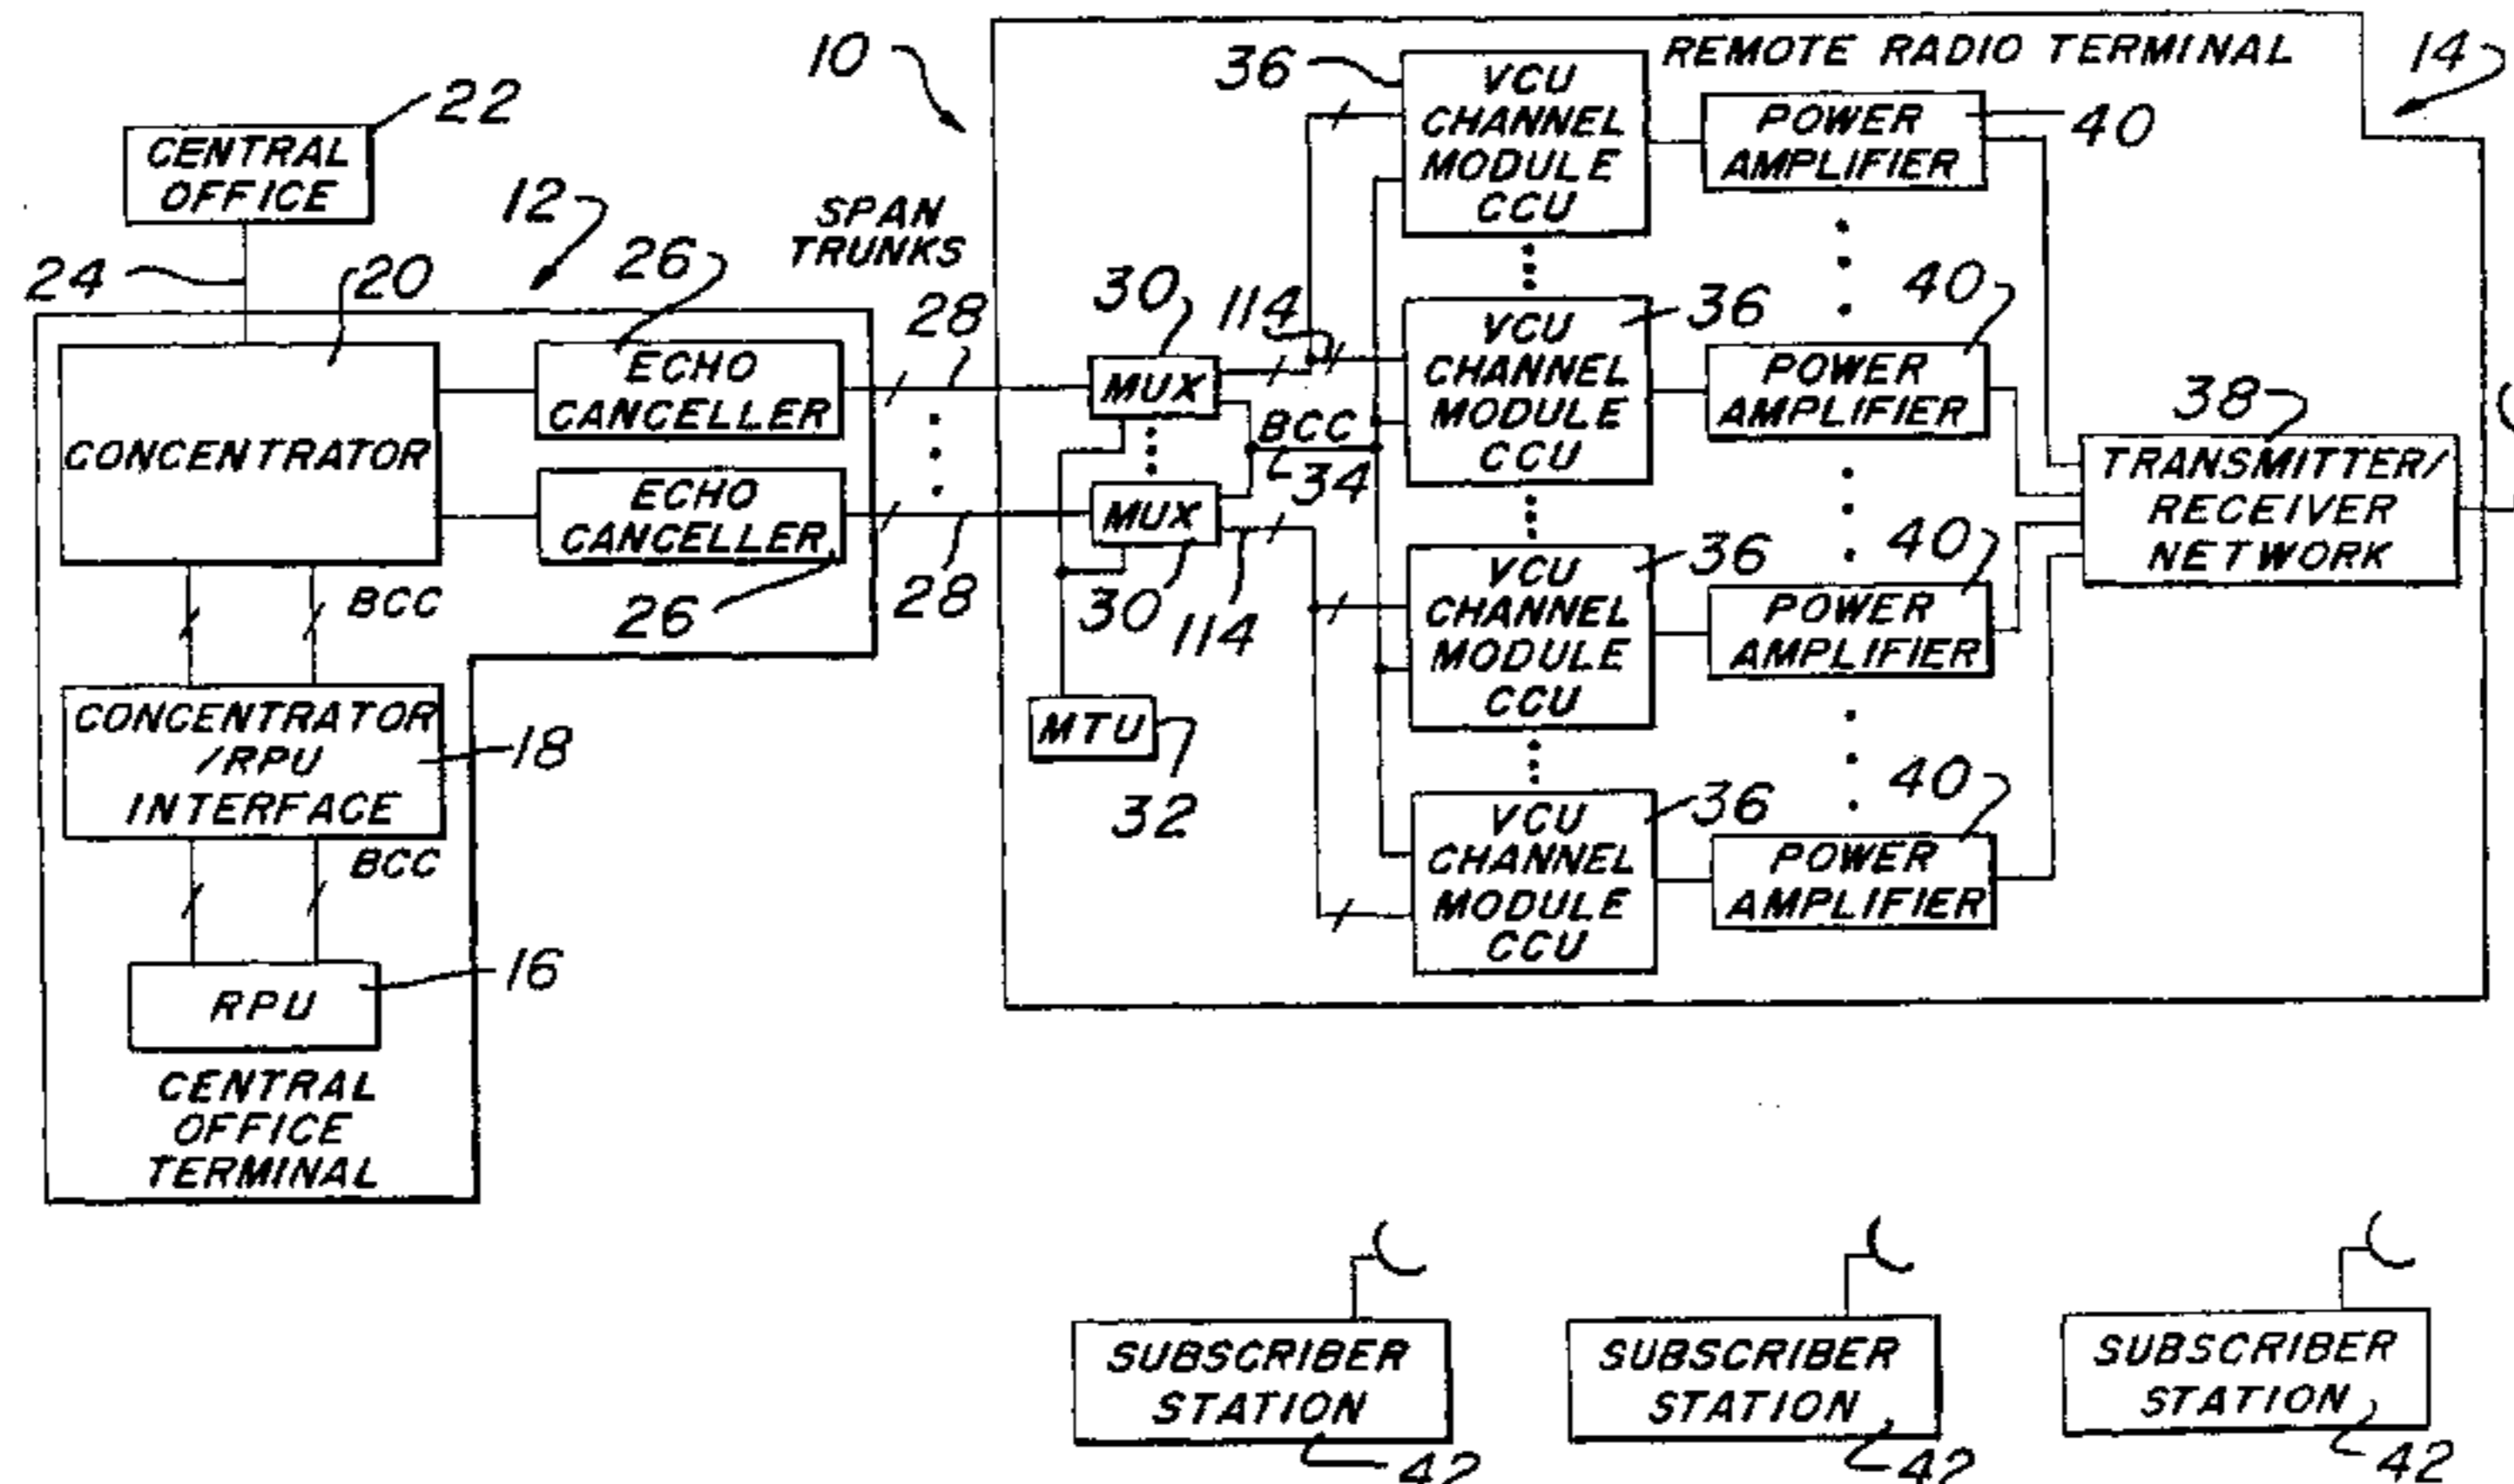 10
REMOTE RADIO TERMINAL
14
22
CENTRAL
OFFICE
24
12
SPAN
TRUNKS
20
CONCENTRATOR
26
ECHO
CANCELLER
28
ECHO
CANCELLER
26
28
BCC
CONCENTRATOR
/RPU
INTERFACE
18
BCC
RPU
16
CENTRAL
OFFICE
TERMINAL
30
MUX
114
BCC
34
MUX
30
114
MTU
32
36
VCU
CHANNEL
MODULE
CCU
POWER
AMPLIFIER
40
VCU
CHANNEL
MODULE
CCU
36
POWER
AMPLIFIER
40
VCU
CHANNEL
MODULE
CCU
36
POWER
AMPLIFIER
40
VCU
CHANNEL
MODULE
CCU
36
POWER
AMPLIFIER
40
38
TRANSMITTER/
RECEIVER
NETWORK
SUBSCRIBER
STATION
42
SUBSCRIBER
STATION
42
SUBSCRIBER
STATION
42